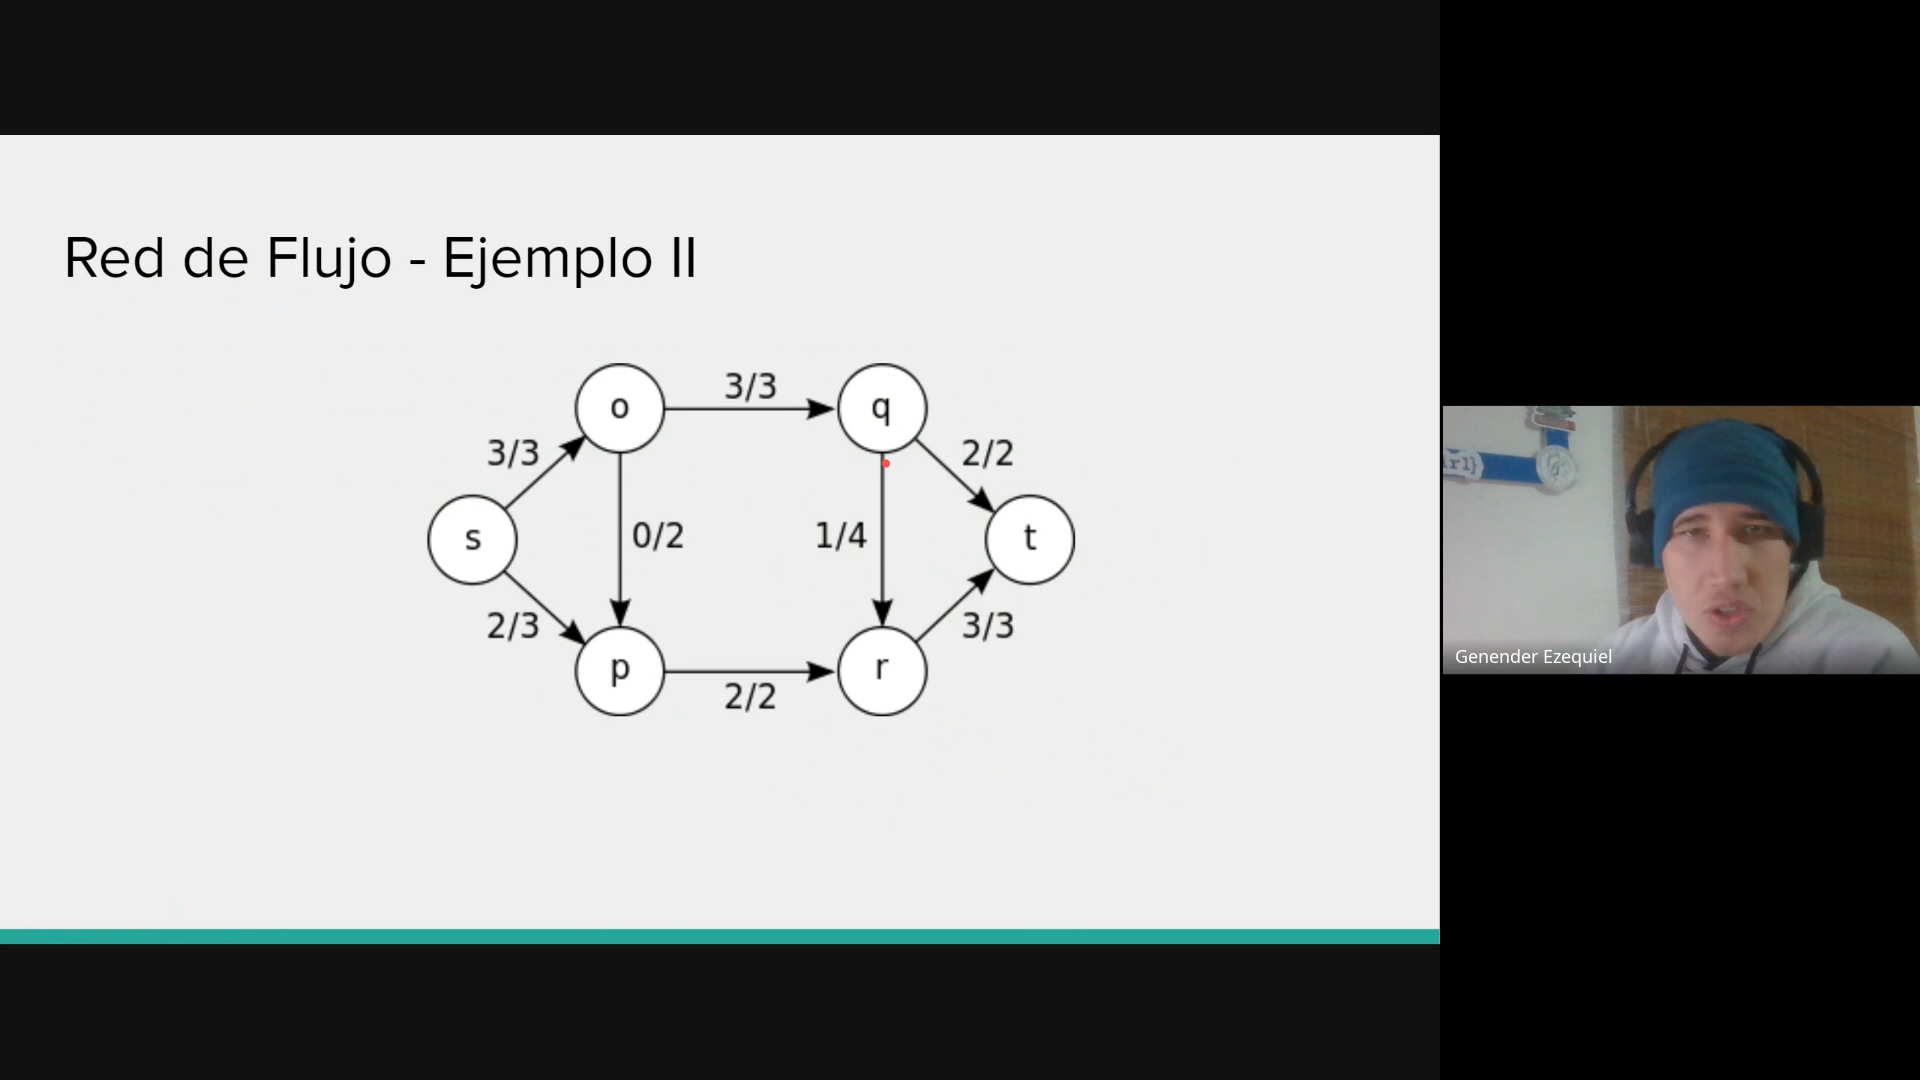 Red de Flujo - Ejemplo II
o
3/3
q
3/3
2/2
s
0/2
1/4
t
2/3
3/3
p
r
2/2
Genender Ezequiel